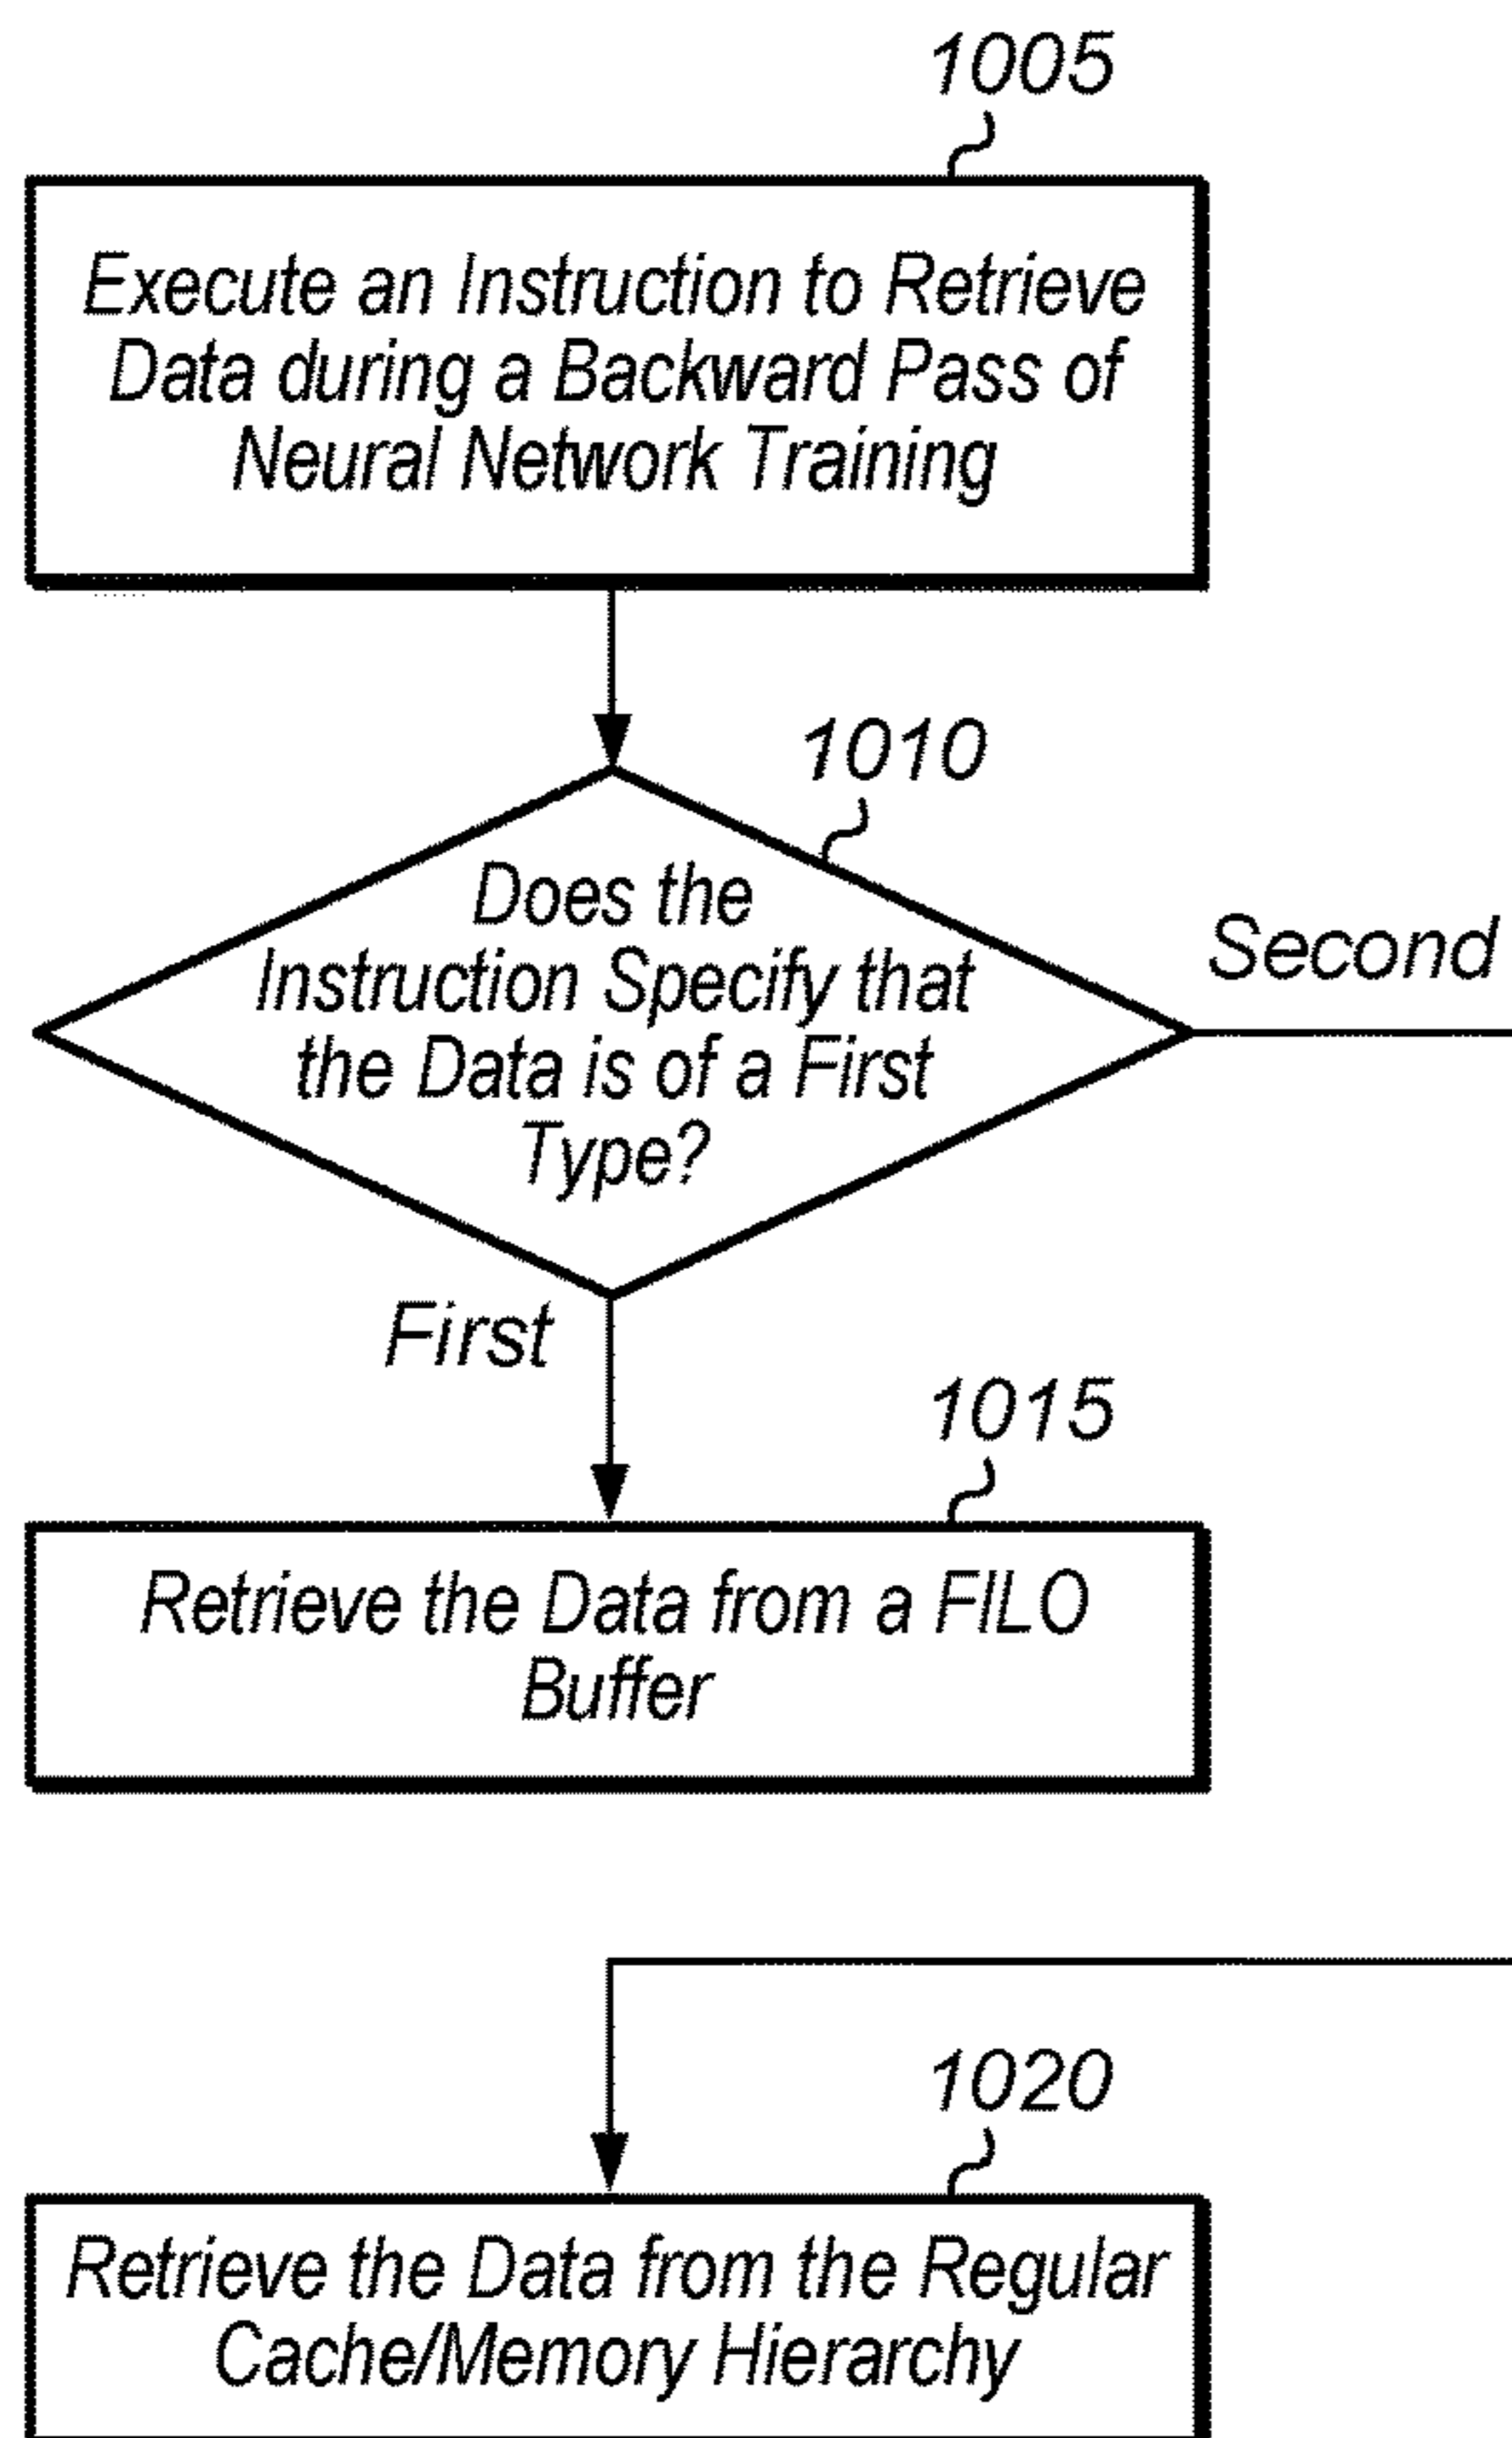 1005
Execute an Instruction to Retrieve
Data during a Backward Pass of
Neural Network Training
1010
Does the
Instruction Specify that
the Data is of a First
Type?
Second
First
1015
Retrieve the Data from a FILO
Buffer
1020
Retrieve the Data from the Regular
Cache/Memory Hierarchy